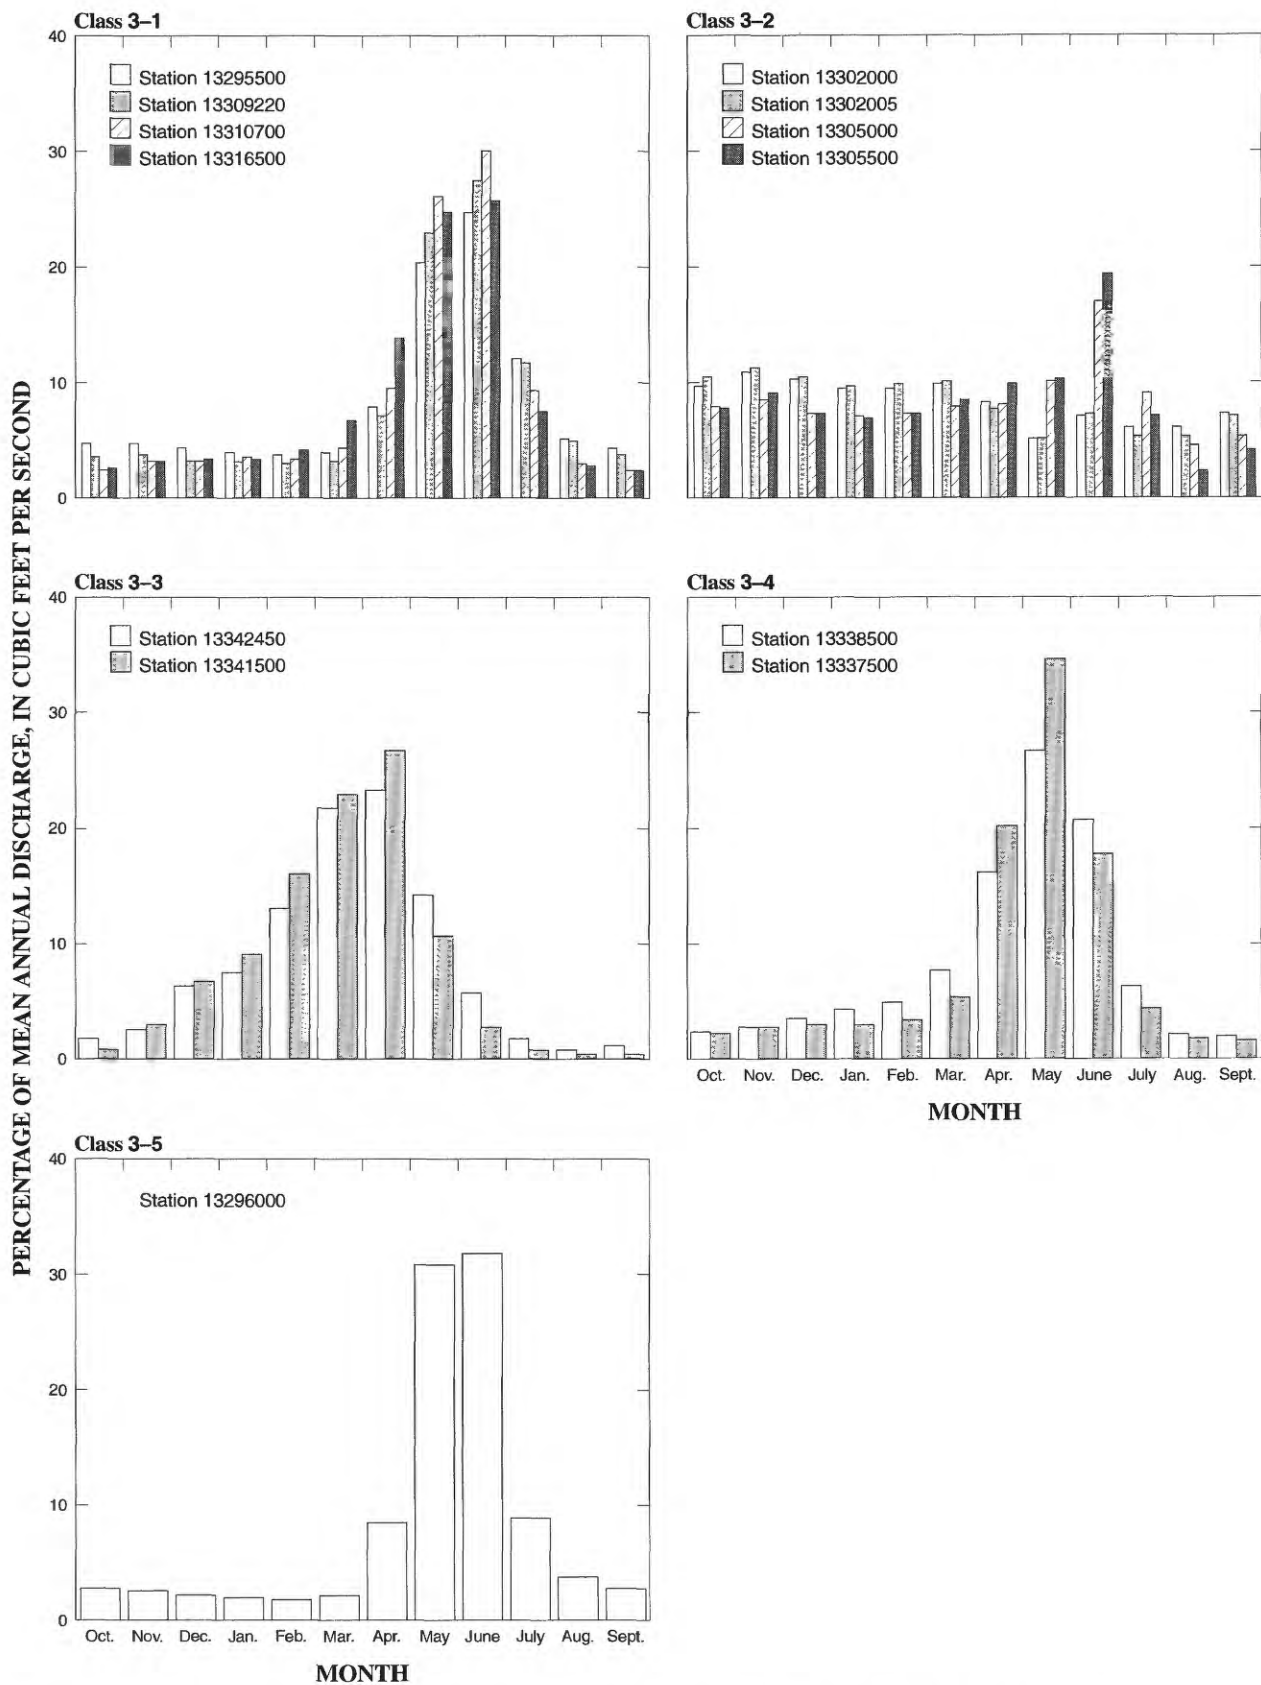 PERCENTAGE OF MEAN ANNUAL DISCHARGE, IN CUBIC FEET PER SECOND
Class 3–1
40
30
20
10
0
Station 13295500
Station 13309220
Station 13310700
Station 13316500
Class 3–2
Station 13302000
Station 13302005
Station 13305000
Station 13305500
Class 3–3
40
30
20
10
0
Station 13342450
Station 13341500
Class 3–4
Station 13338500
Station 13337500
Oct. Nov. Dec. Jan. Feb. Mar. Apr. May June July Aug. Sept.
MONTH
Class 3–5
40
30
20
10
0
Station 13296000
Oct. Nov. Dec. Jan. Feb. Mar. Apr. May June July Aug. Sept.
MONTH